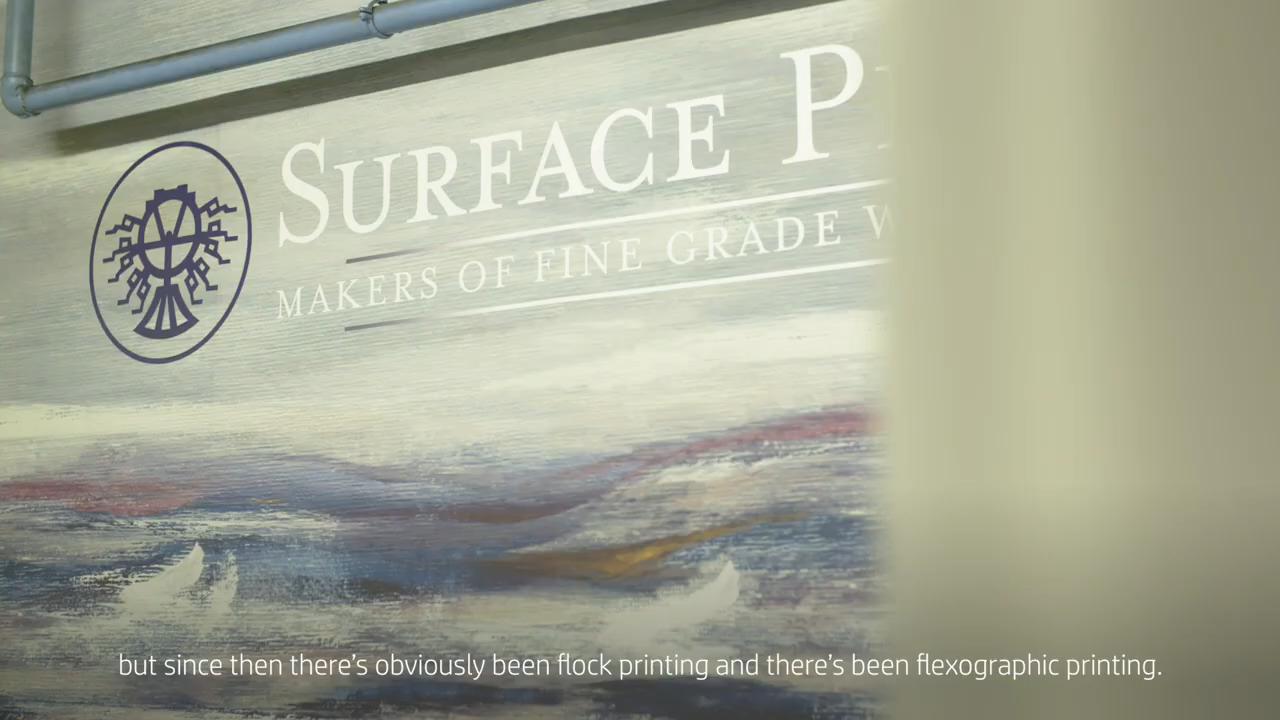 SURFACE P
MAKERS OF FINE GRADE W
but since then there's obviously been flock printing and there's been flexographic printing.